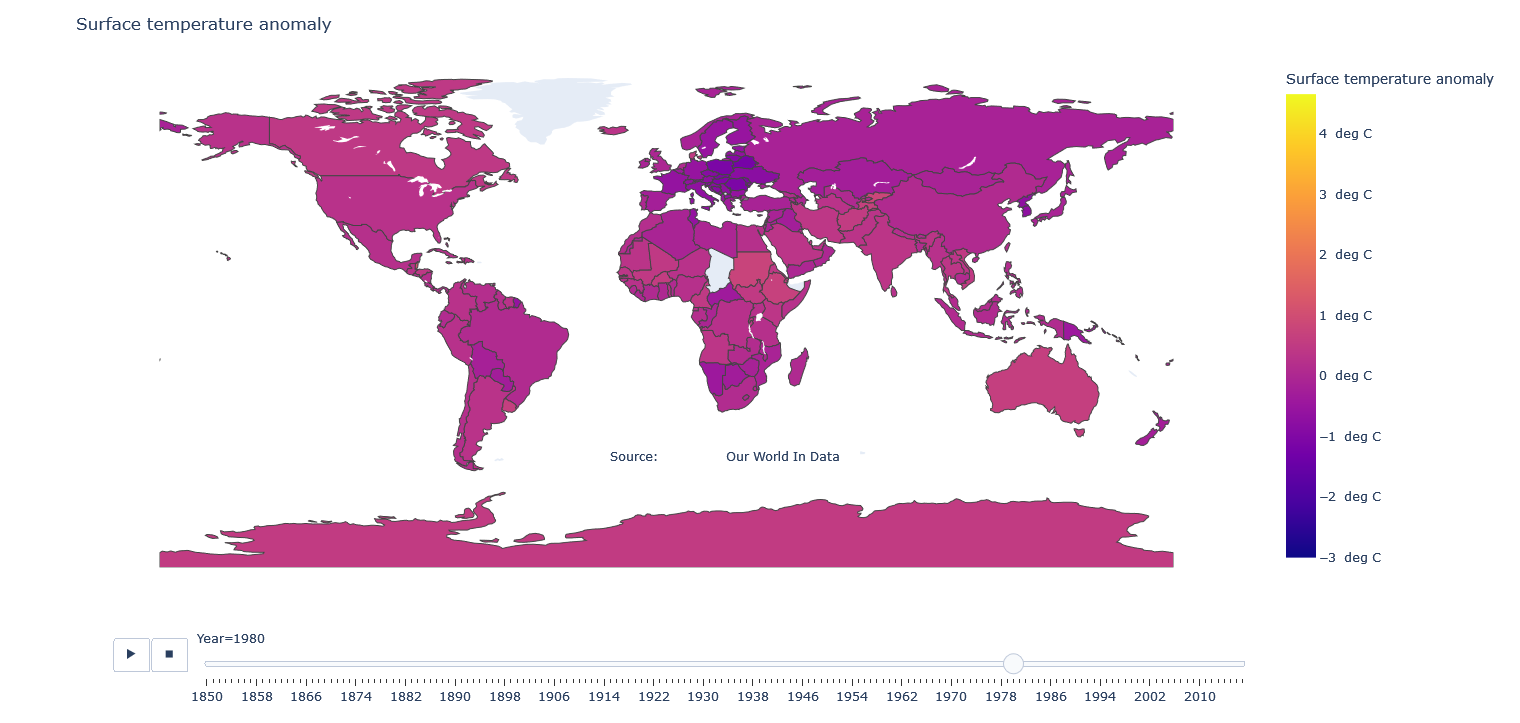 Surface temperature anomaly
Surface temperature anomaly
4 deg C
3 deg C
2 deg C
1 deg C
0 deg C
−1 deg C
−2 deg C
−3 deg C
Source: Our World In Data
Year=1980
1850 1858 1866 1874 1882 1890 1898 1906 1914 1922 1930 1938 1946 1954 1962 1970 1978 1986 1994 2002 2010